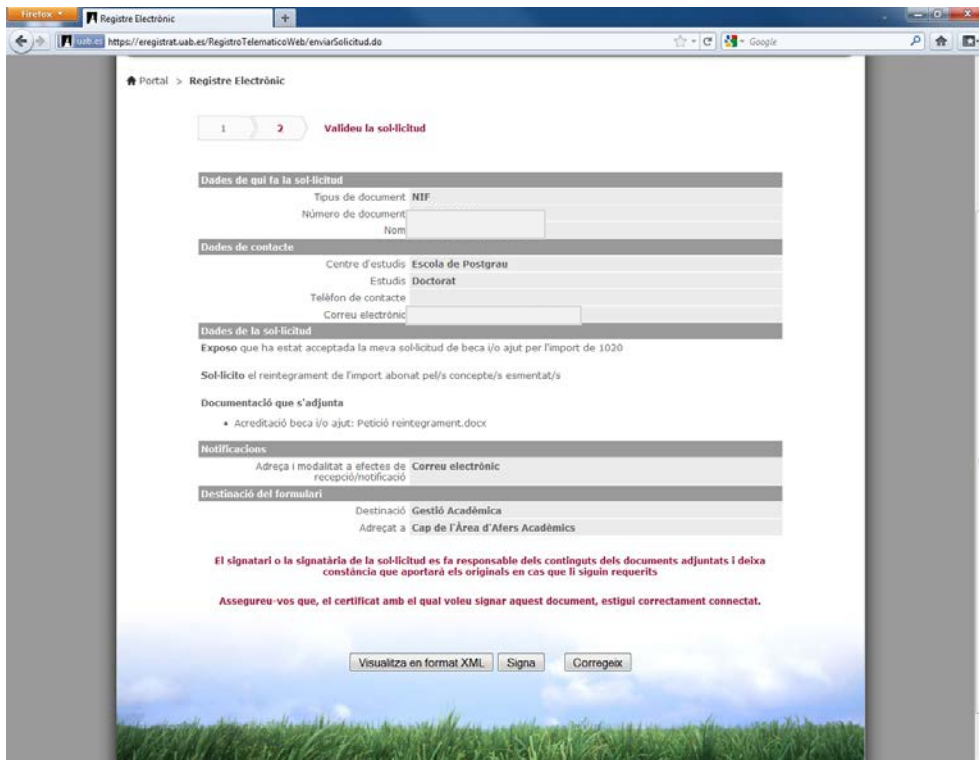 Firefox
Registre Electrònic
uab.es https://eregistrat.uab.es/RegistroTelematicoWeb/enviarSolicitud.do
Google
Portal > Registre Electrònic
1 2 Valideu la sol·licitud
Dades de qui fa la sol·licitud
Tipus de document NIF
Número de document
Nom
Dades de contacte
Centre d'estudis Escola de Postgrau
Estudis Doctorat
Telèfon de contacte
Correu electrònic
Dades de la sol·licitud
Exposo que ha estat acceptada la meva sol·licitud de beca i/o ajut per l'import de 1020
Sol·licito el reintegrament de l'import abonat pel/s concepte/s esmentat/s
Documentació que s'adjunta
• Acreditació beca i/o ajut: Petició reintegrament.docx
Notificacions
Adreça i modalitat a efectes de Correu electrònic
recepció/notificació
Destinació del formulari
Destinació Gestió Acadèmica
Adreçat a Cap de l'Àrea d'Afers Acadèmics
El signatari o la signatària de la sol·licitud es fa responsable dels continguts dels documents adjuntats i deixa
constància que aportarà els originals en cas que li siguin requerits
Assegureu-vos que, el certificat amb el qual voleu signar aquest document, estigui correctament connectat.
Visualitza en format XML Signa Corregeix